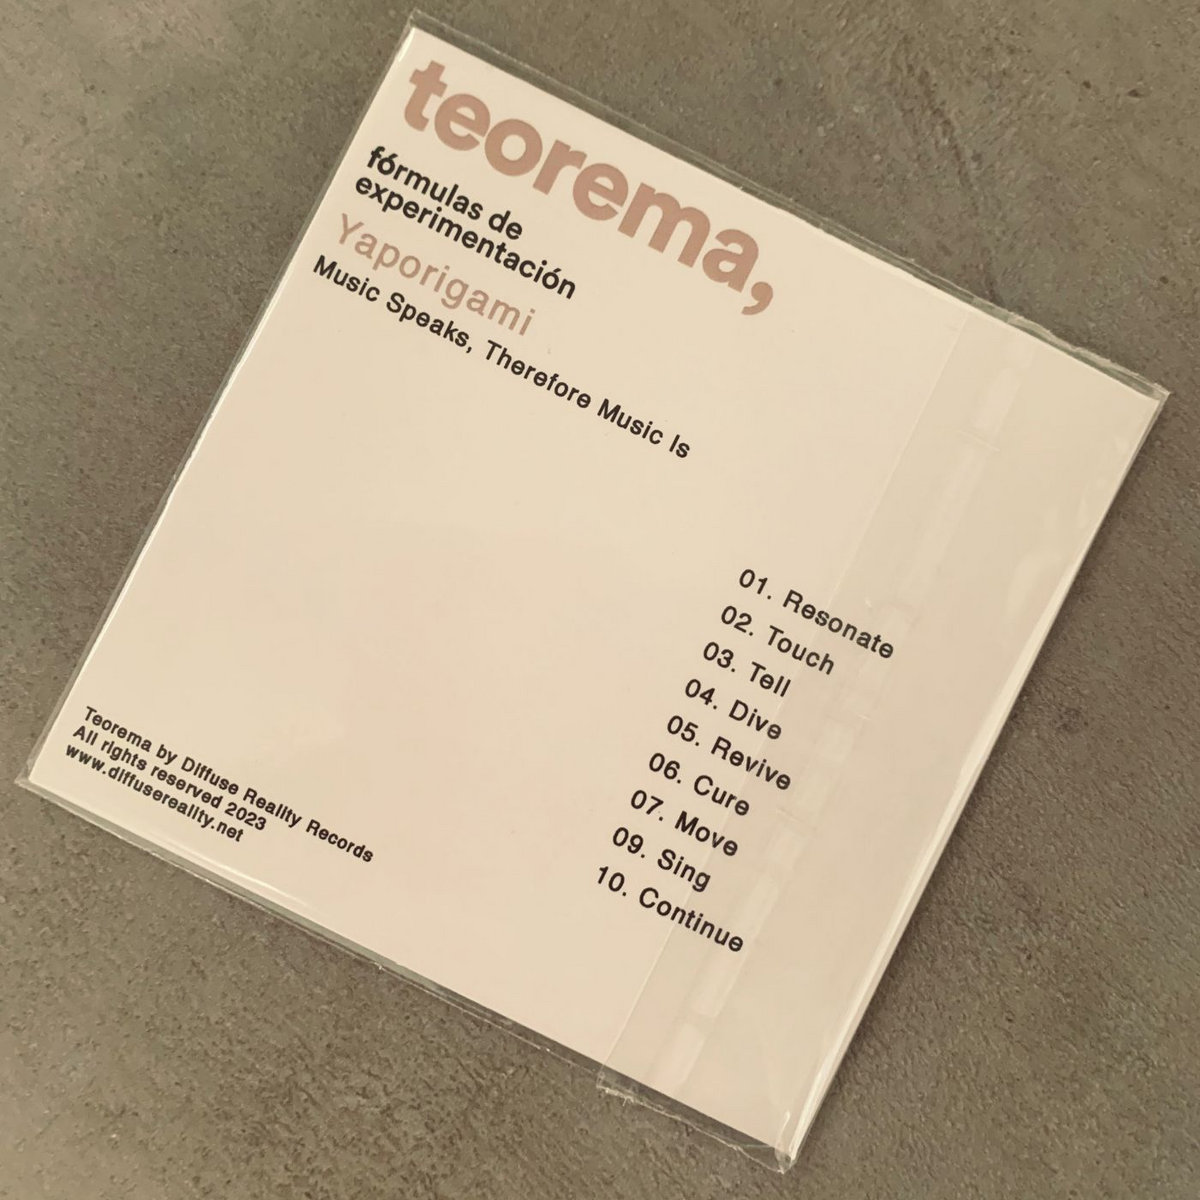 teorema,
fórmulas de
experimentación
Yaporigami
Music Speaks, Therefore Music Is
01. Resonate
02. Touch
03. Tell
04. Dive
05. Revive
06. Cure
07. Move
09. Sing
10. Continue
Teorema by Diffuse Reality Records
All rights reserved 2023
www.diffusereality.net